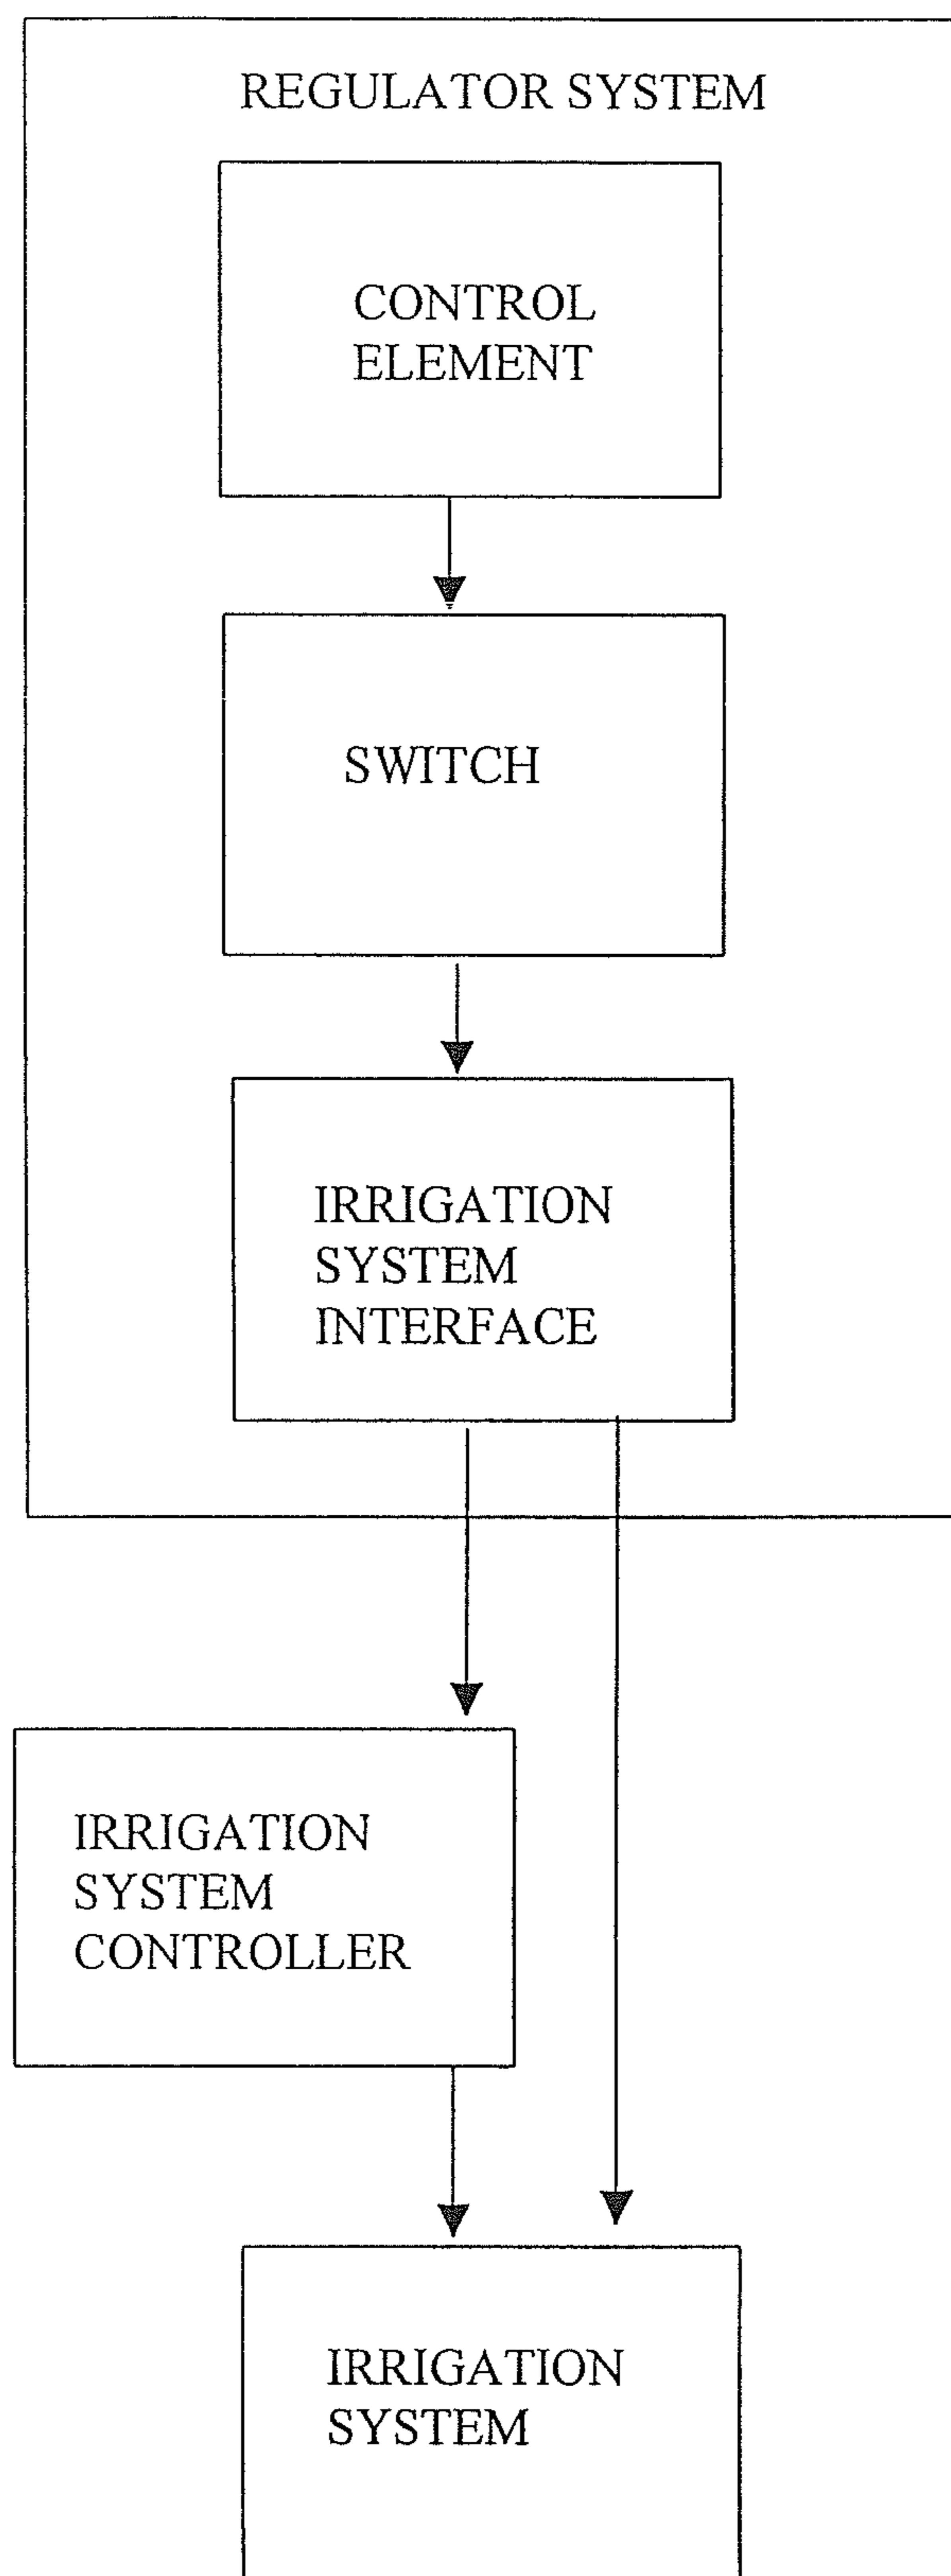 REGULATOR SYSTEM
CONTROL
ELEMENT
SWITCH
IRRIGATION
SYSTEM
INTERFACE
IRRIGATION
SYSTEM
CONTROLLER
IRRIGATION
SYSTEM